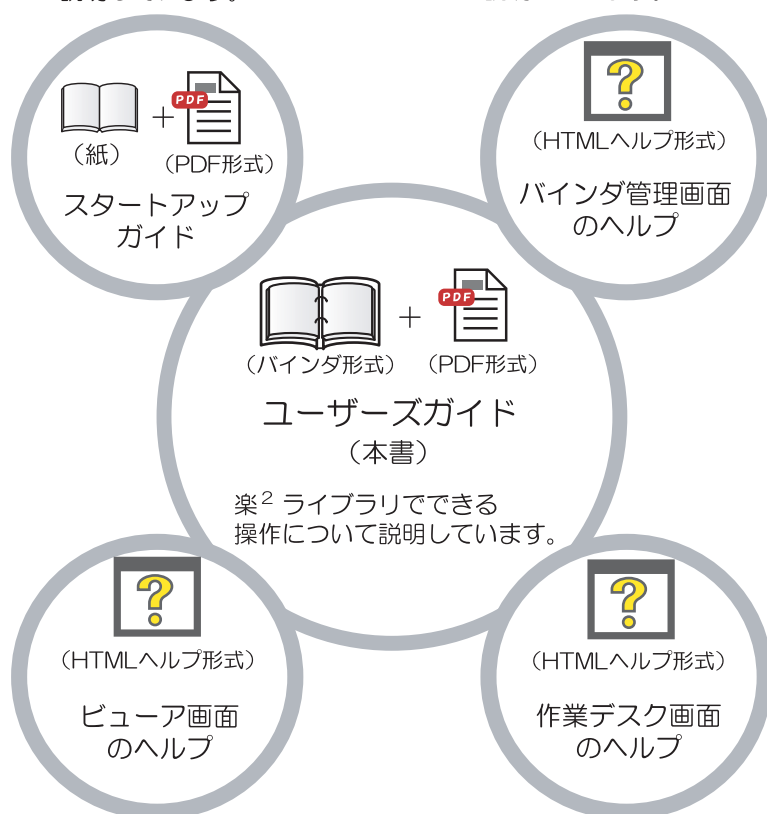 PDF
+
（紙）
（PDF形式）
スタートアップ
ガイド
?
（HTMLヘルプ形式）
バインダ管理画面
のヘルプ
PDF
+
（バインダ形式）
（PDF形式）
ユーザーズガイド
（本書）
楽² ライブラリでできる
操作について説明しています。
?
（HTMLヘルプ形式）
ビューア画面
のヘルプ
?
（HTMLヘルプ形式）
作業デスク画面
のヘルプ